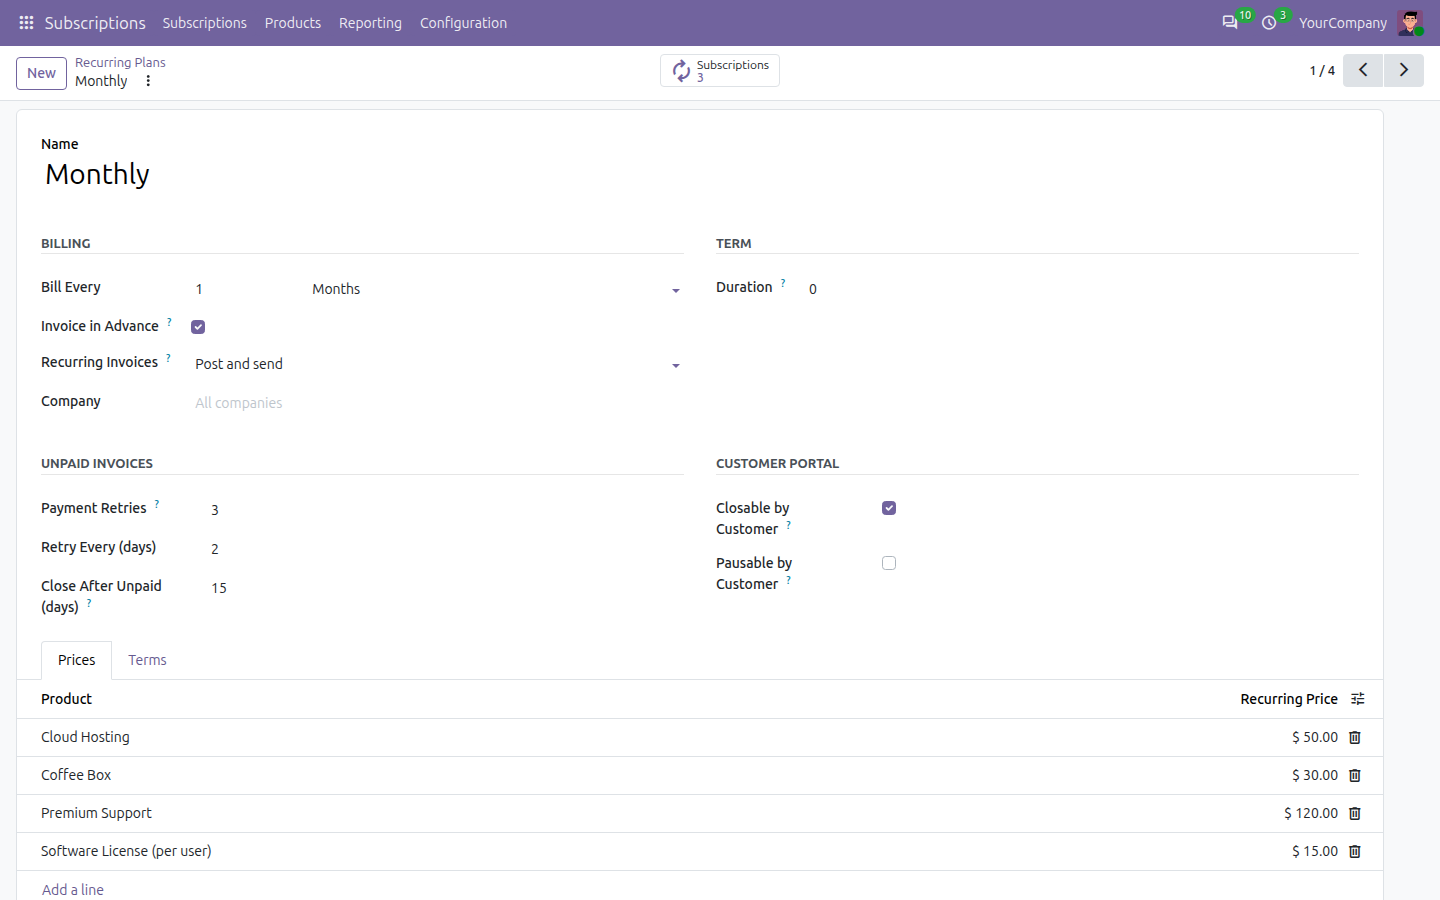 Subscriptions Subscriptions Products Reporting Configuration 10 3 YourCompany
New Recurring Plans Subscriptions 1 / 4
Monthly 3
Name
Monthly
BILLING TERM
Bill Every 1 Months Duration ? 0
Invoice in Advance ?
Recurring Invoices ? Post and send
Company All companies
UNPAID INVOICES CUSTOMER PORTAL
Payment Retries ? 3 Closable by
Customer ?
Retry Every (days) 2
Pausable by
Customer ?
Close After Unpaid
(days) ? 15
Prices Terms
Product Recurring Price
Cloud Hosting $ 50.00
Coffee Box $ 30.00
Premium Support $ 120.00
Software License (per user) $ 15.00
Add a line